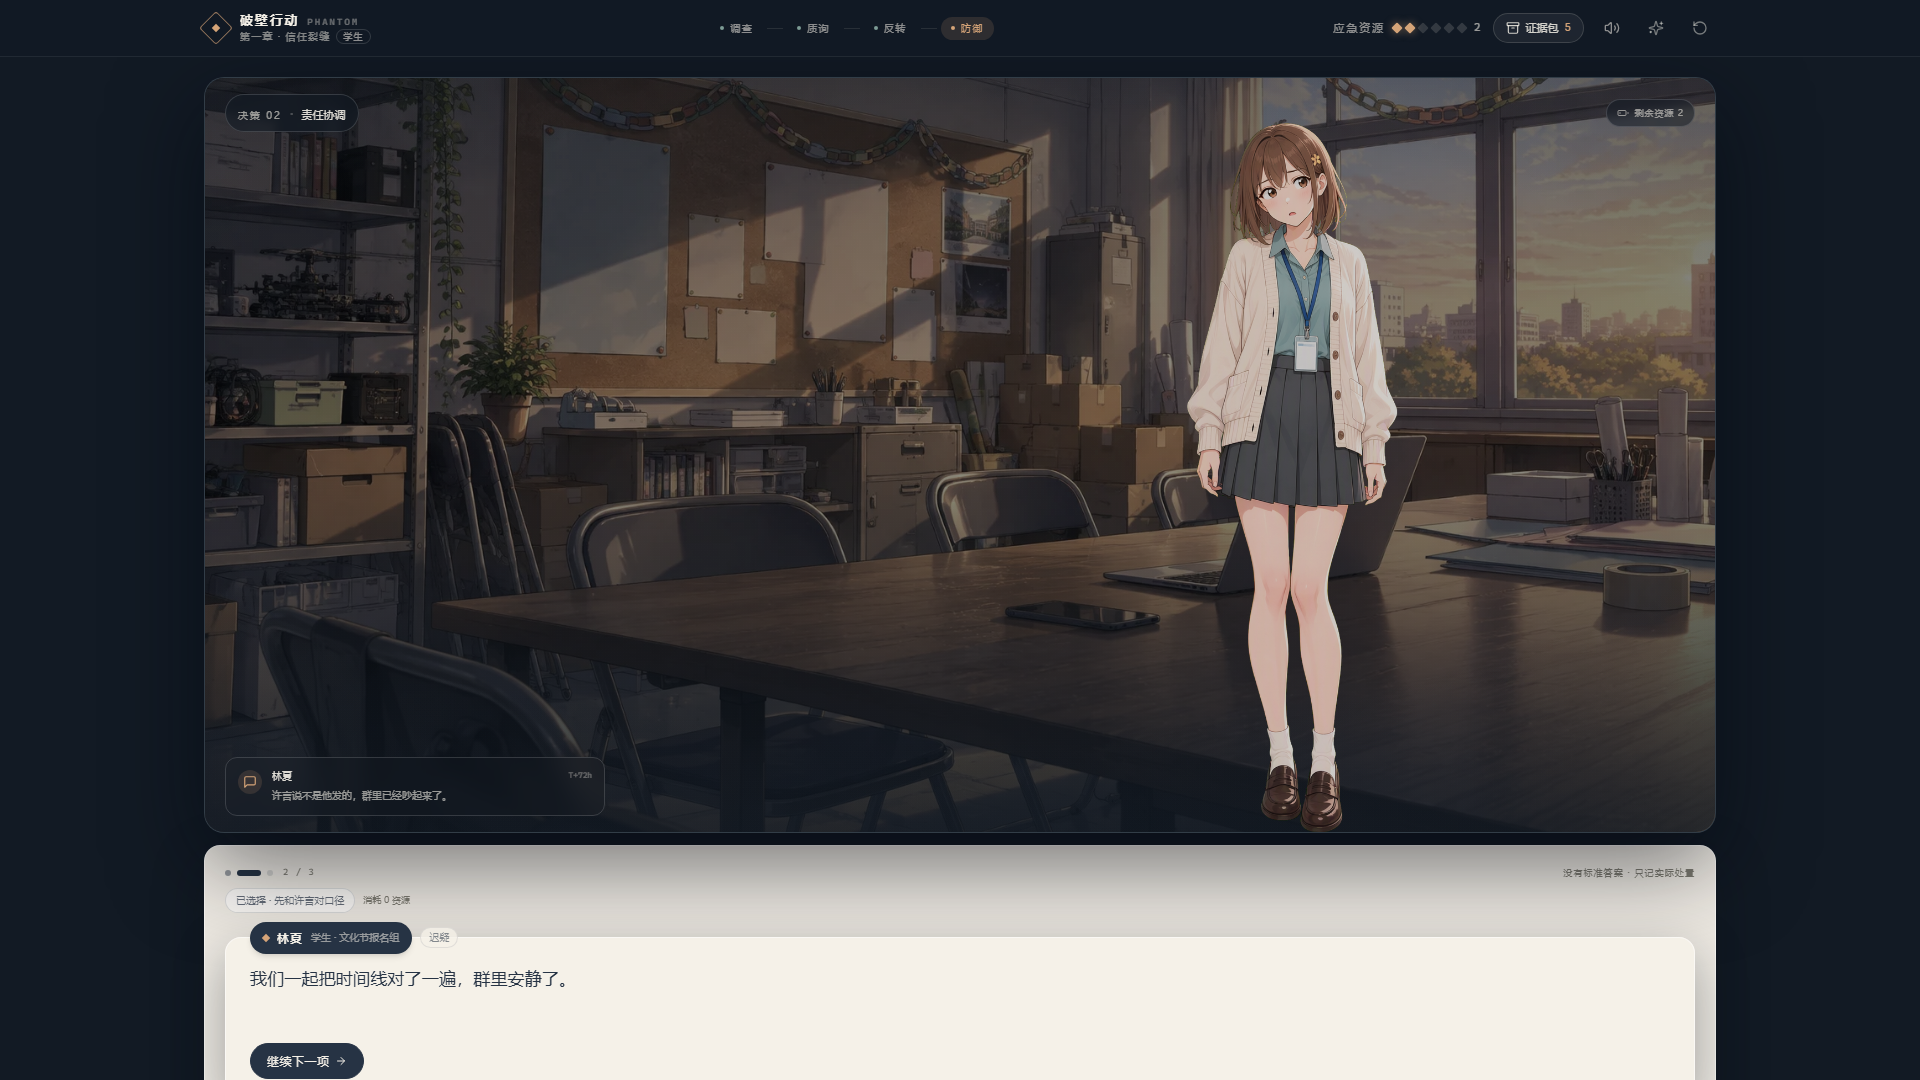 破壁行动 PHANTOM
第一章 · 信任裂缝 学生
调查
质询
反转
防御
应急资源 2
证据包 5
决策 02 · 责任协调
剩余资源 2
林夏 T+72h
许言说不是他发的，群里已经吵起来了。
2 / 3
没有标准答案 · 只记实际处置
已选择 · 先和许言对口径 消耗 0 资源
林夏 学生 · 文化节报名组 迟疑
我们一起把时间线对了一遍，群里安静了。
继续下一项 →